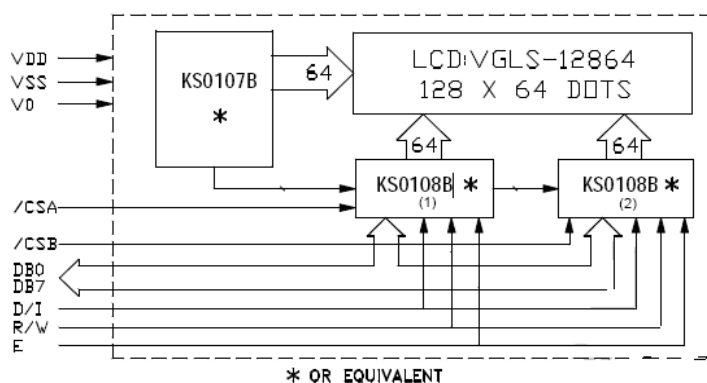 VDD
VSS
VO
KS0107B
*
64
LCD:VGLS-12864
128 X 64 DOTS
64
64
KS0108B *
(1)
KS0108B *
(2)
/CSA
/CSB
DB0
DB7
D/I
R/W
E
* OR EQUIVALENT